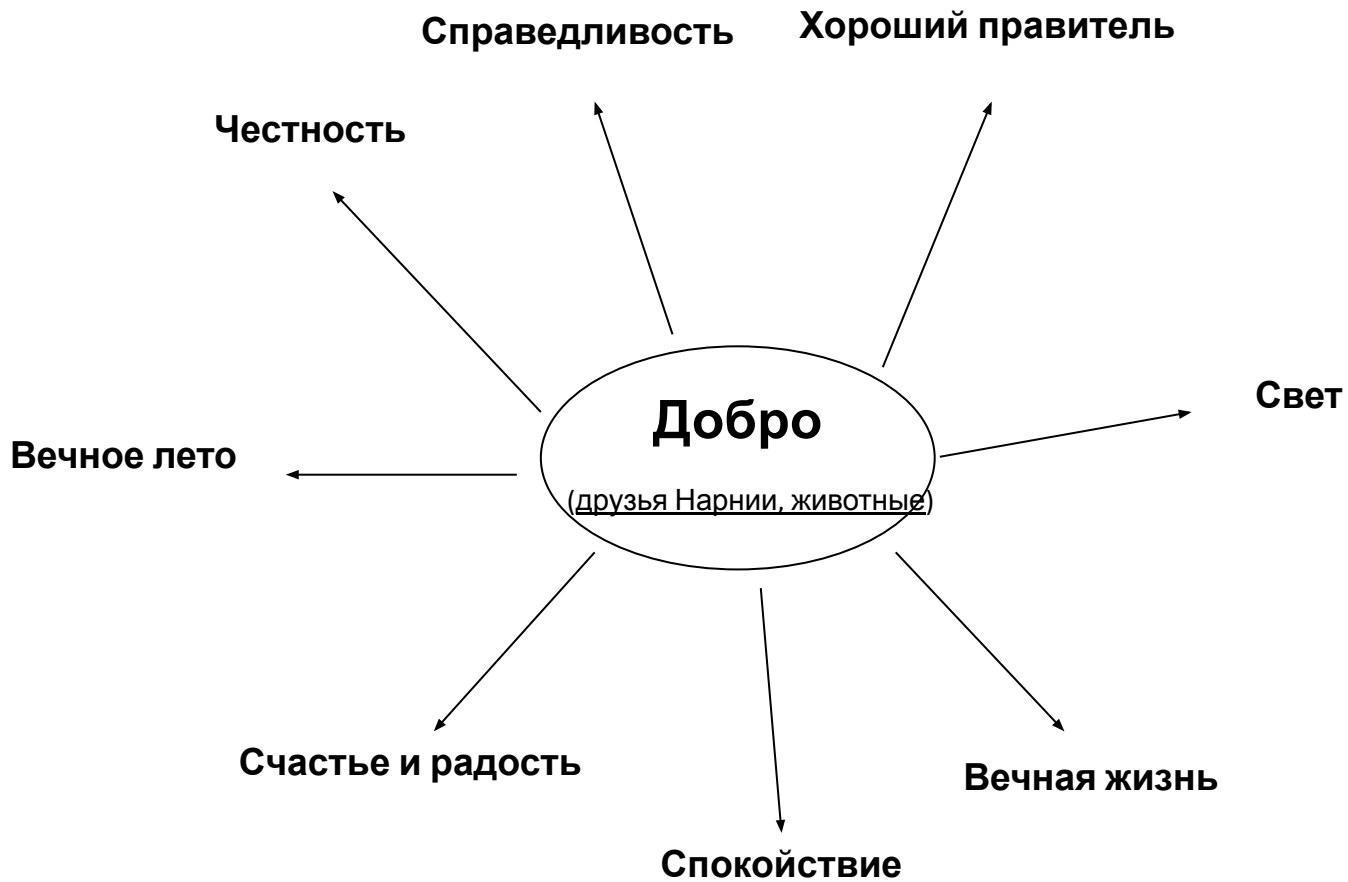 Справедливость
Хороший правитель
Честность
Свет
Добро
Вечное лето
(друзья Нарнии, животные)
Счастье и радость
Вечная жизнь
Спокойствие